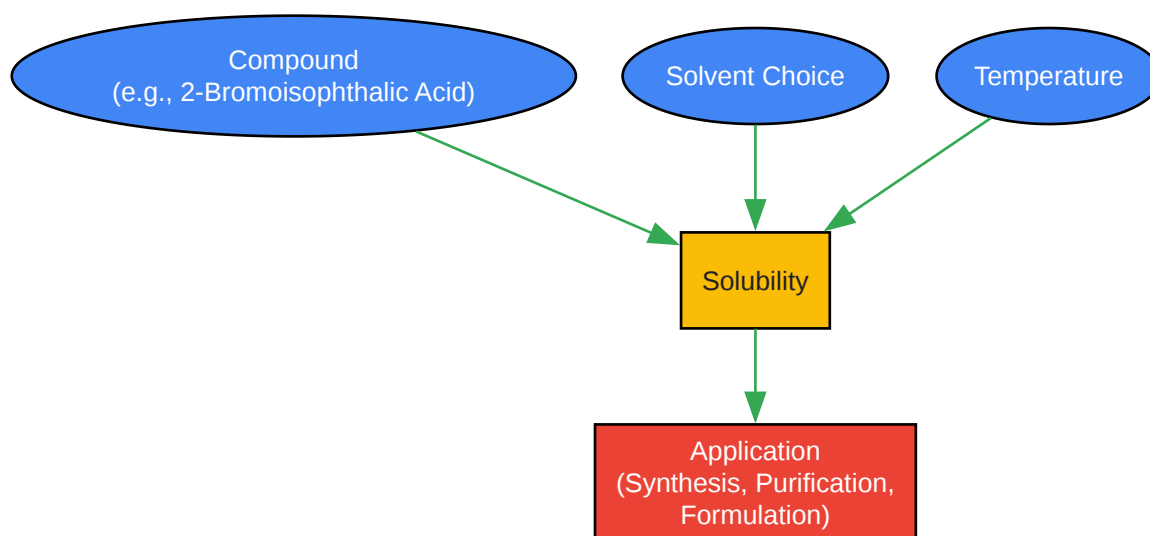 Compound
(e.g., 2-Bromoisophthalic Acid)
Solvent Choice
Temperature
Solubility
Application
(Synthesis, Purification,
Formulation)